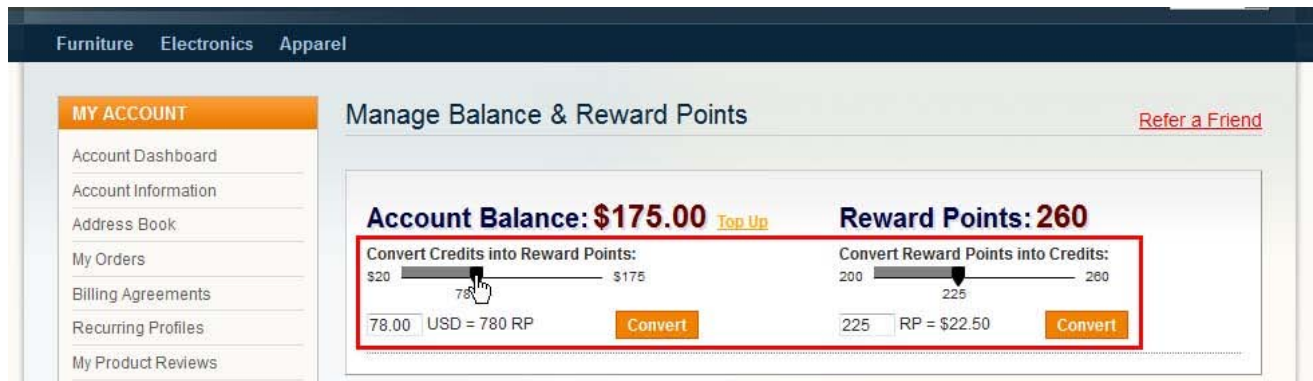 Furniture Electronics Apparel
MY ACCOUNT
Account Dashboard
Account Information
Address Book
My Orders
Billing Agreements
Recurring Profiles
My Product Reviews
Manage Balance & Reward Points
Refer a Friend
Account Balance: $175.00 Top Up
Convert Credits into Reward Points:
$20 $175
78
78.00 USD = 780 RP Convert
Reward Points: 260
Convert Reward Points into Credits:
200 260
225
225 RP = $22.50 Convert